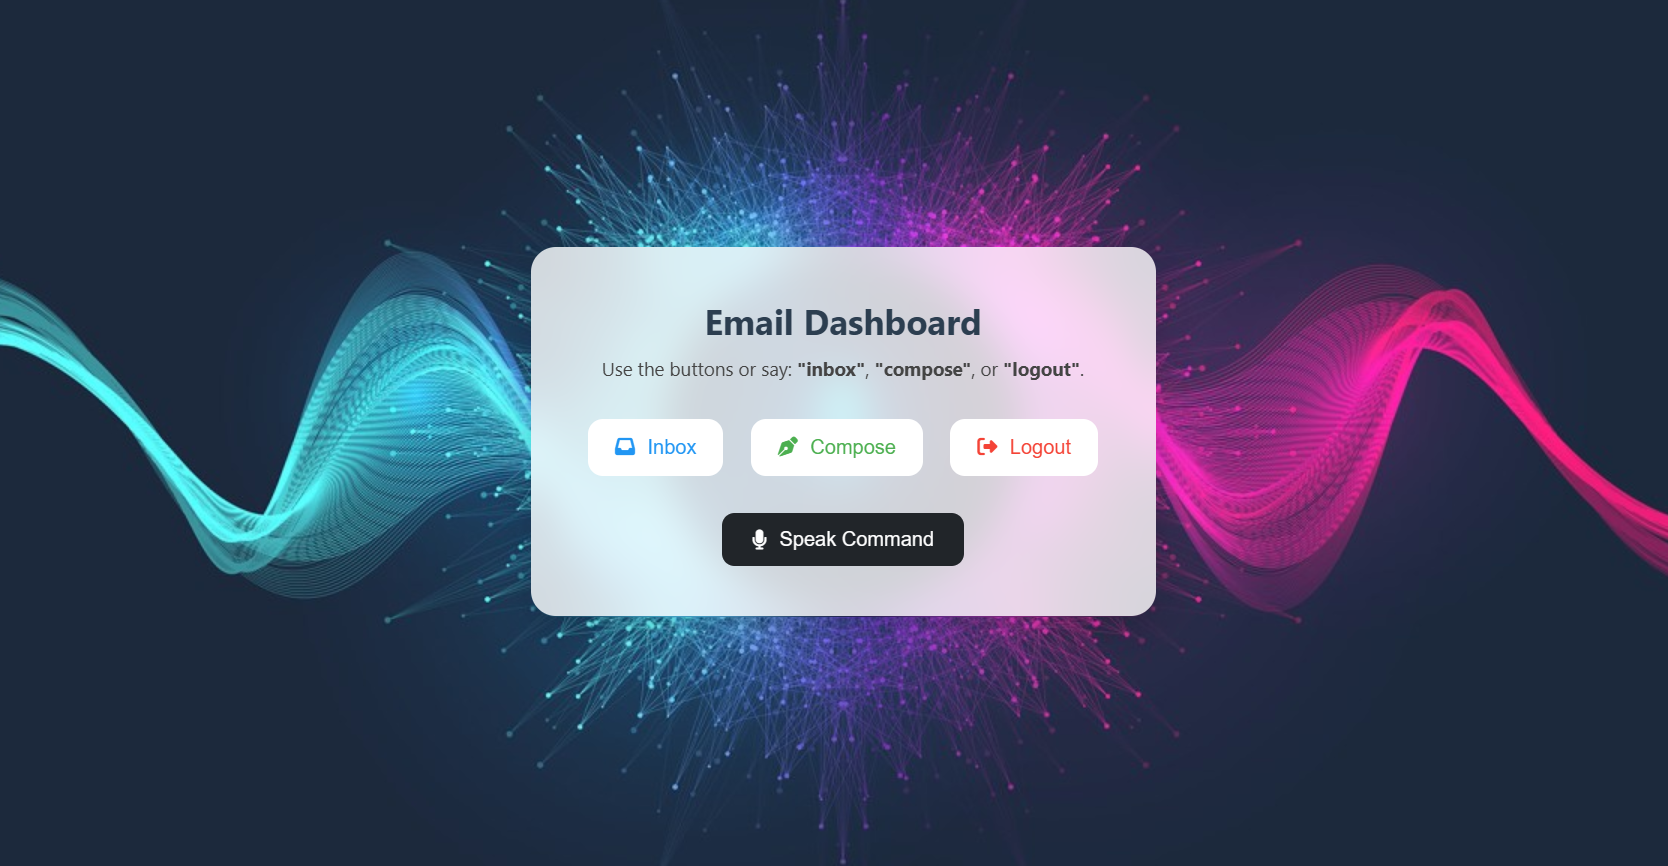 Email Dashboard
Use the buttons or say: "inbox", "compose", or "logout".
Inbox
Compose
Logout
Speak Command